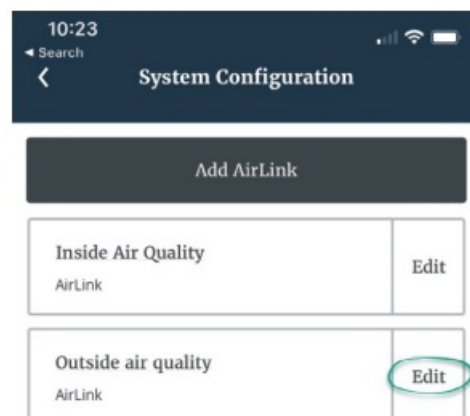 10:23
◄ Search
System Configuration
Add AirLink
Inside Air Quality
AirLink
Edit
Outside air quality
AirLink
Edit